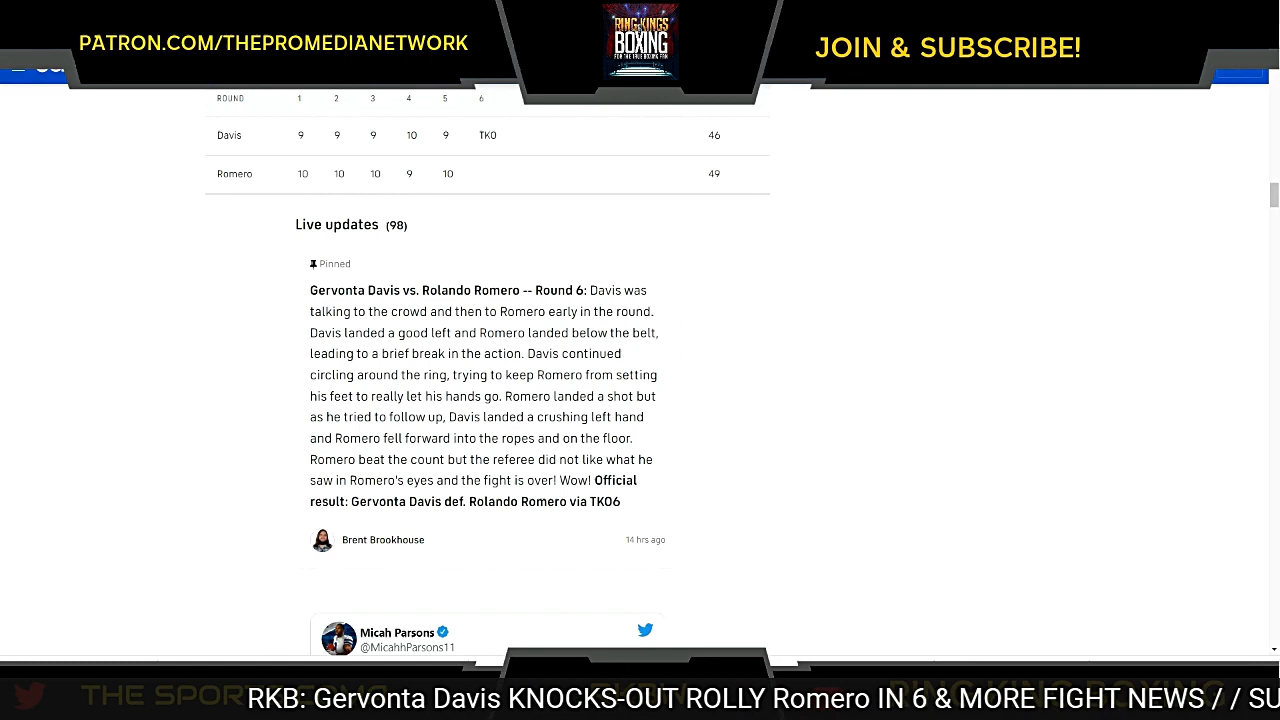 PATRON.COM/THEPROMEDIANETWORK
RING KINGS
BOXING
FOR THE TRUE BOXING FAN
JOIN & SUBSCRIBE!
ROUND 1 2 3 4 5 6
Davis 9 9 9 10 9 TKO 46
Romero 10 10 10 9 10 49
Live updates (98)
Pinned
Gervonta Davis vs. Rolando Romero -- Round 6: Davis was
talking to the crowd and then to Romero early in the round.
Davis landed a good left and Romero landed below the belt,
leading to a brief break in the action. Davis continued
circling around the ring, trying to keep Romero from setting
his feet to really let his hands go. Romero landed a shot but
as he tried to follow up, Davis landed a crushing left hand
and Romero fell forward into the ropes and on the floor.
Romero beat the count but the referee did not like what he
saw in Romero's eyes and the fight is over! Wow! Official
result: Gervonta Davis def. Rolando Romero via TKO6
Brent Brookhouse 14 hrs ago
Micah Parsons
@MicahhParsons11
THE SPORTS
RKB: Gervonta Davis KNOCKS-OUT ROLLY Romero IN 6 & MORE FIGHT NEWS / / SU